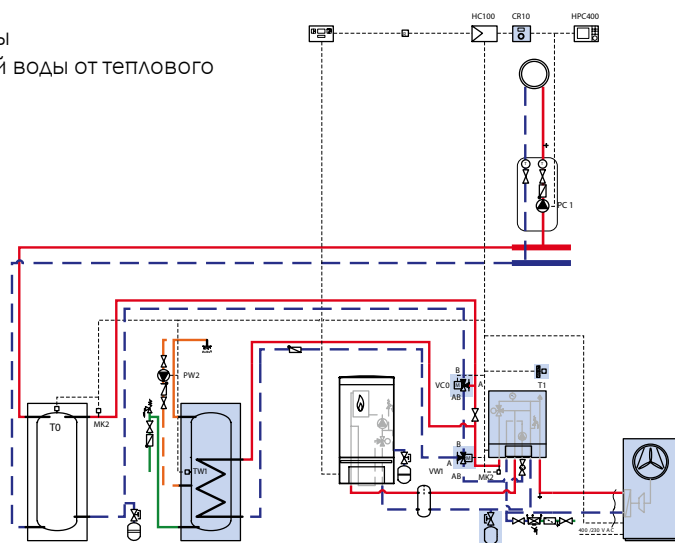 ы
й воды от теплового
HC100 CR10 HPC400
PC 1
PW2
B
VC0 A T1
AB
T0 MK2
B
TW1 A
VW1 AB MK2
400 /230 V AC